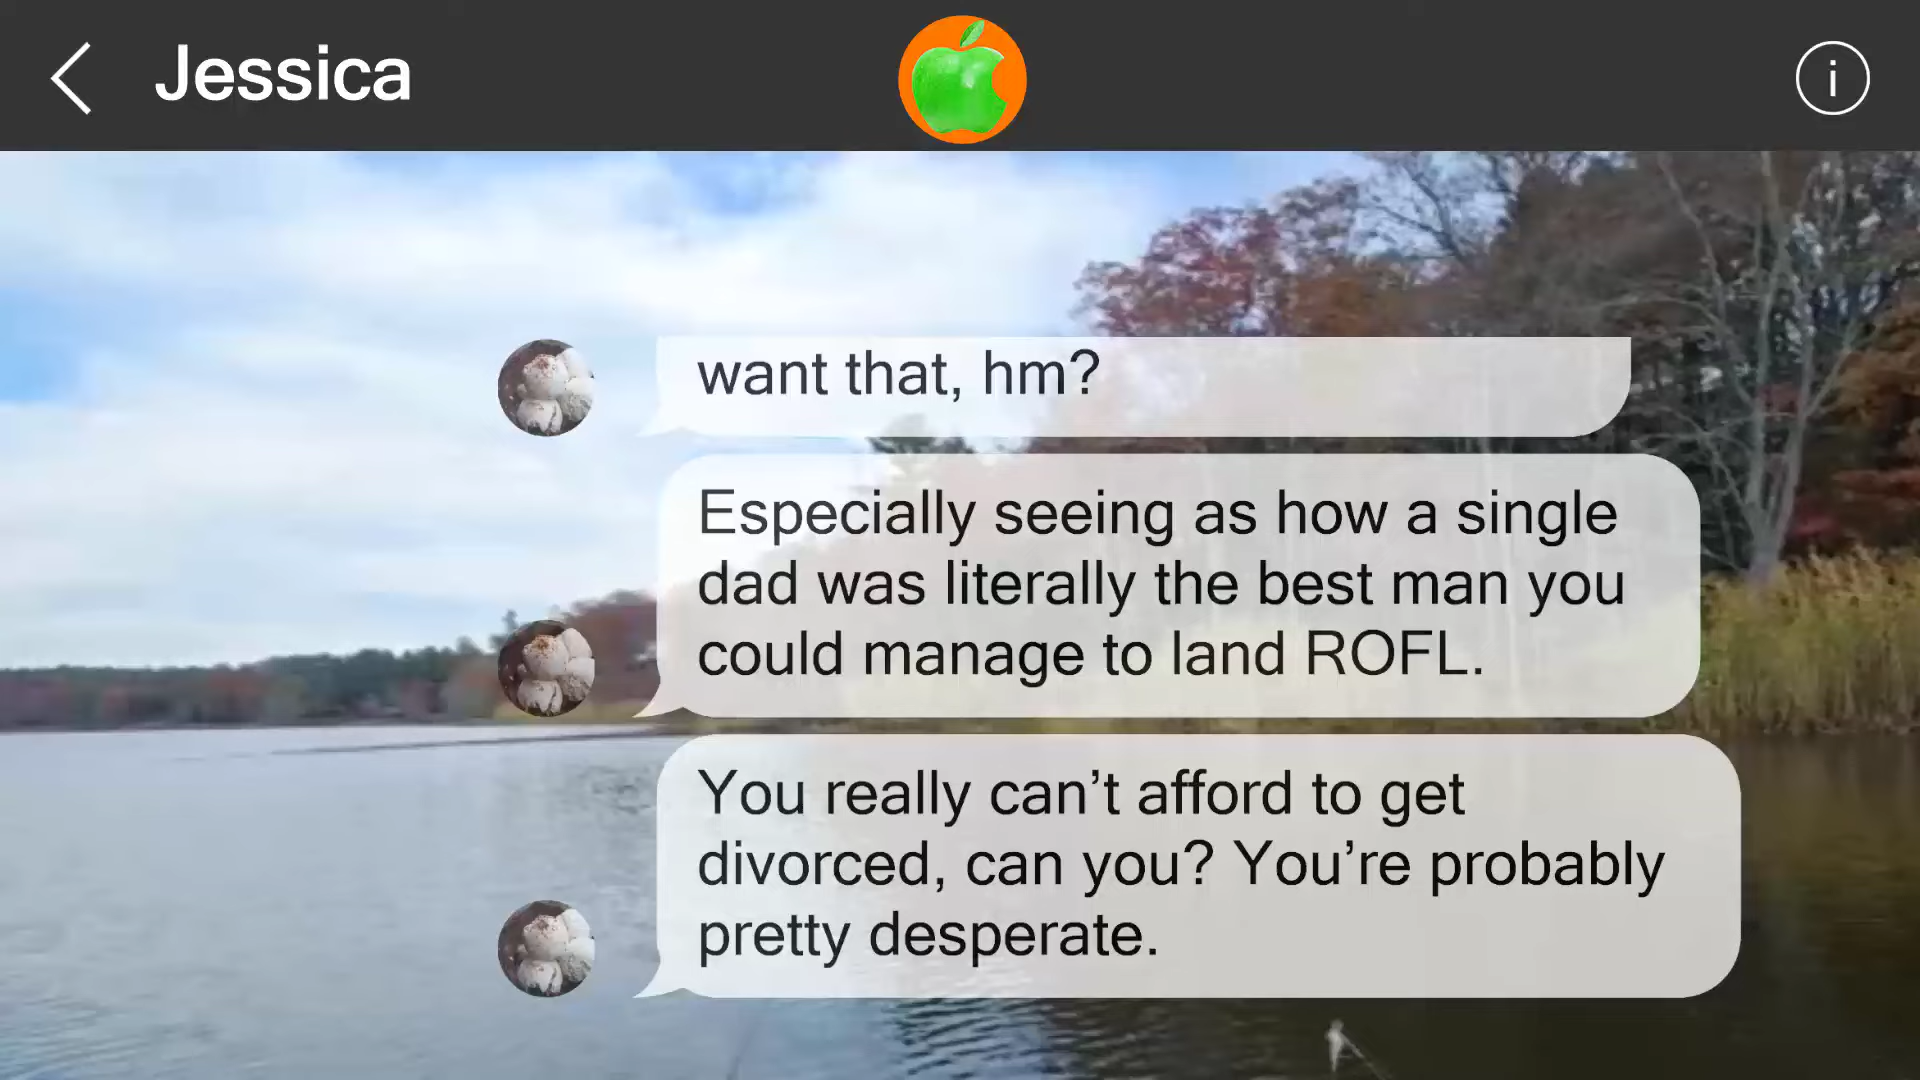 Jessica
want that, hm?
Especially seeing as how a single
dad was literally the best man you
could manage to land ROFL.
You really can’t afford to get
divorced, can you? You’re probably
pretty desperate.